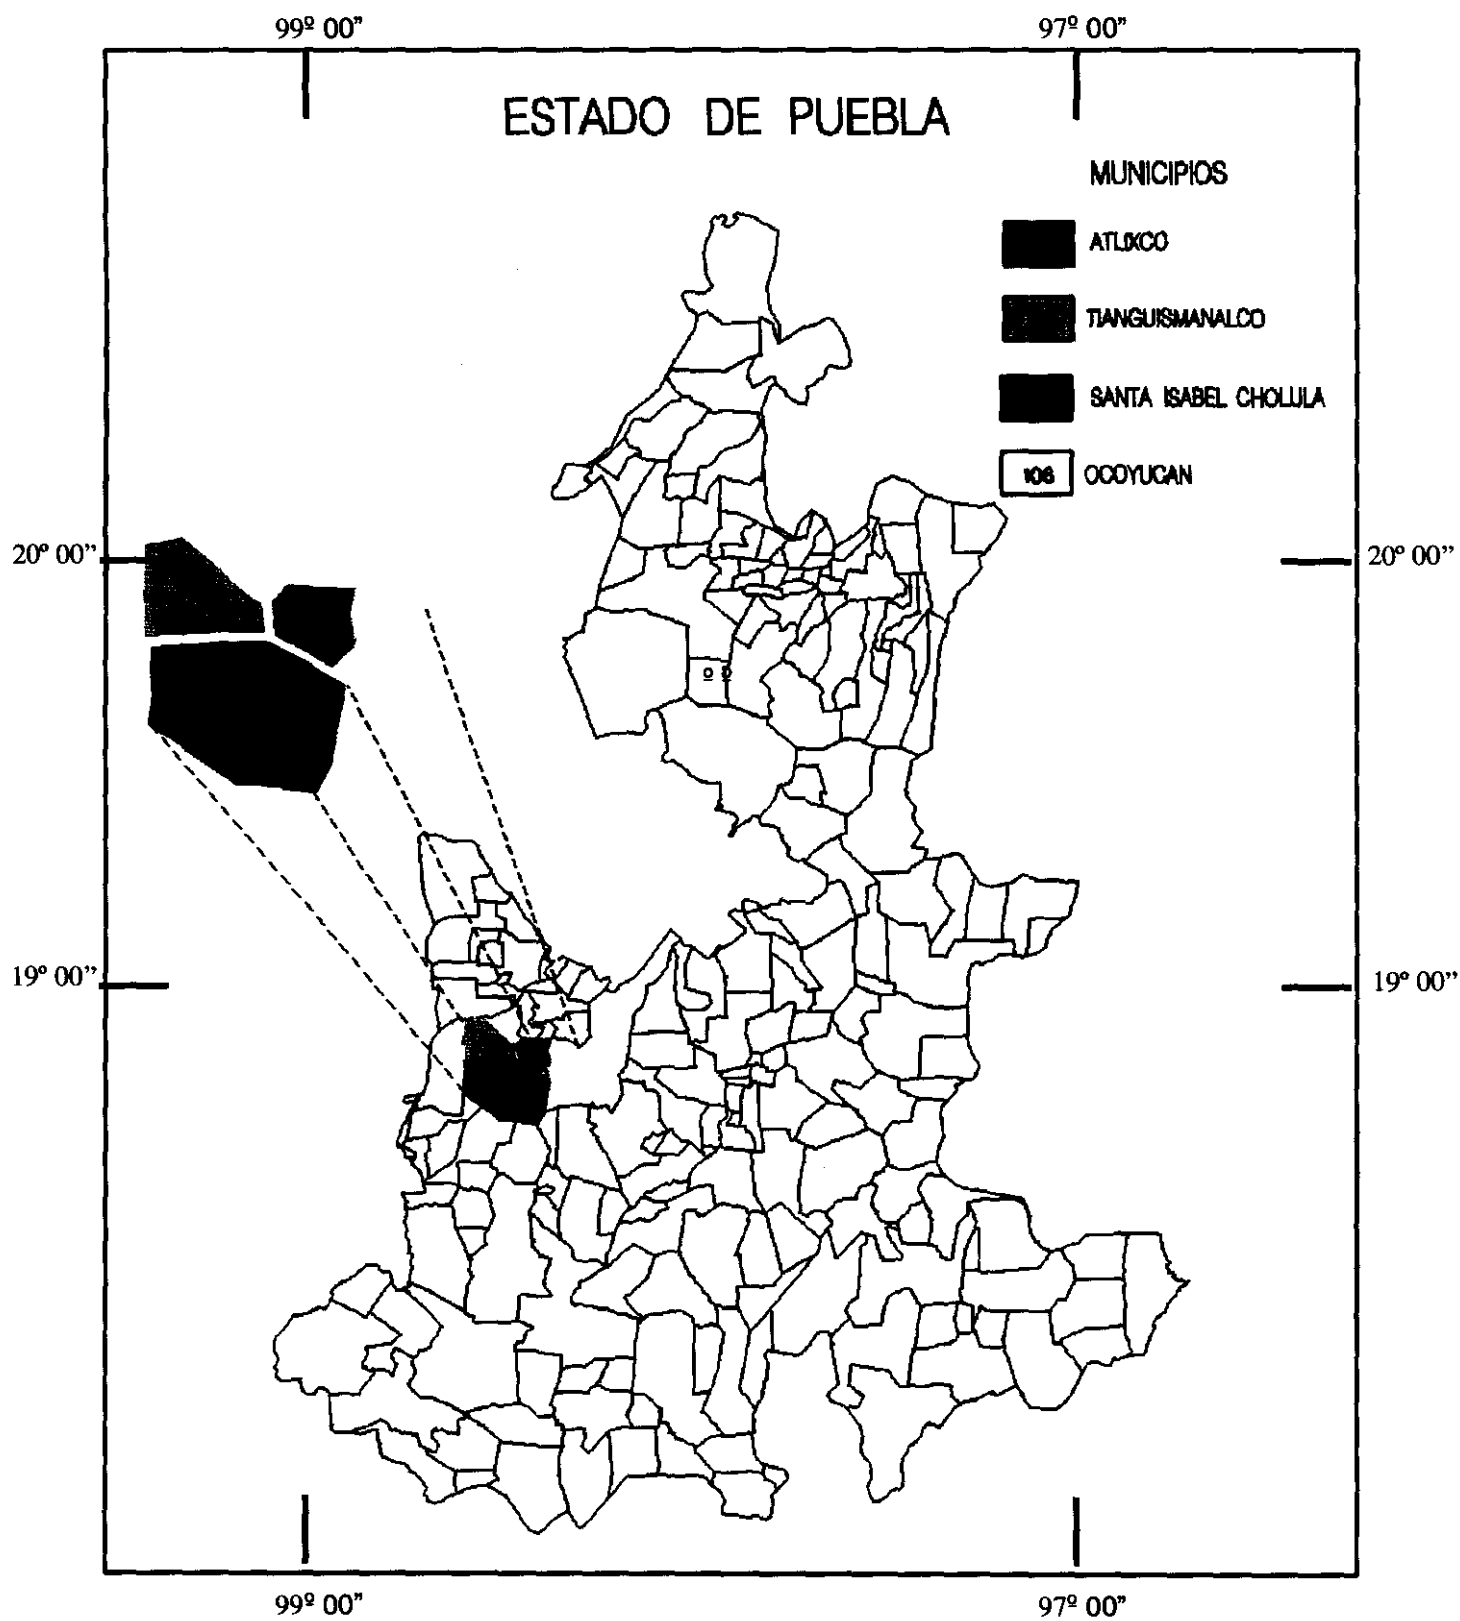 99º 00”
97º 00”
ESTADO DE PUEBLA
MUNICIPIOS
ATLIXCO
TIANGUISMANALCO
SANTA ISABEL CHOLULA
106 OCOYUCAN
20º 00”
20º 00”
19º 00”
19º 00”
99º 00”
97º 00”